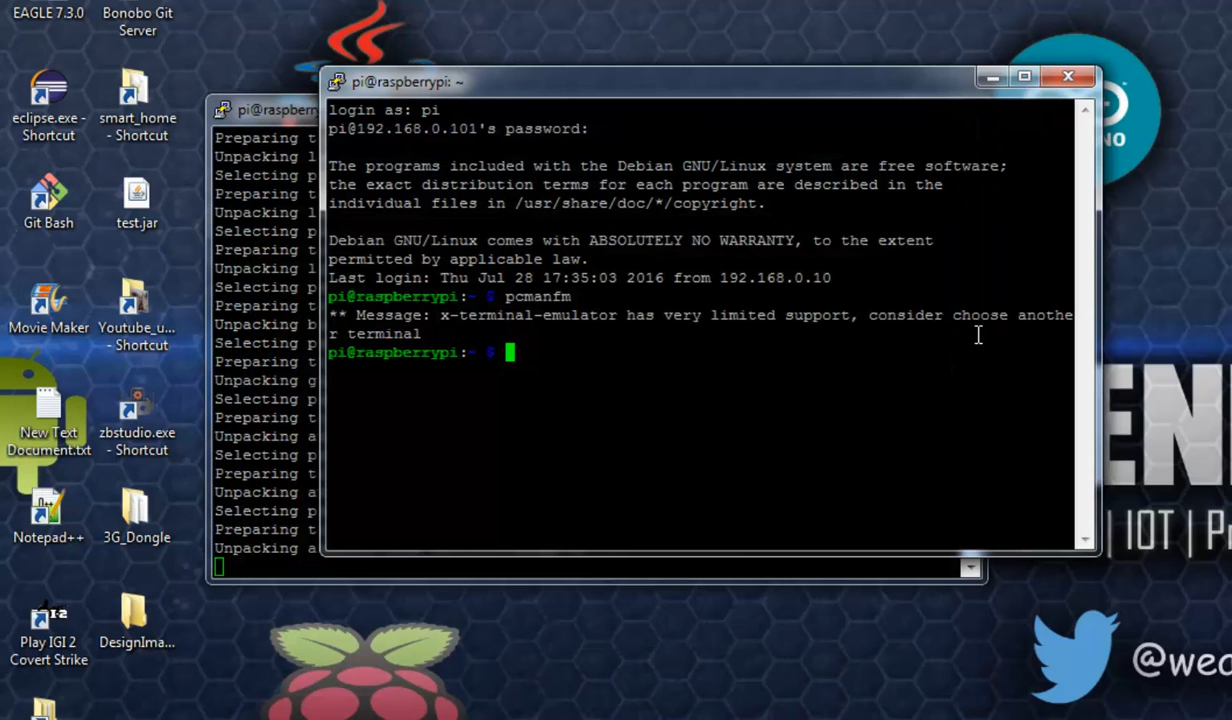 EAGLE 7.3.0
Bonobo Git
Server
eclipse.exe -
Shortcut
smart_home
- Shortcut
Git Bash
test.jar
Movie Maker
Youtube_u...
- Shortcut
New Text
Document.txt
zbstudio.exe
- Shortcut
Notepad++
3G_Dongle
Play IGI 2
Covert Strike
DesignIma...
pi@raspberry
Preparing t
Unpacking l
Selecting p
Preparing t
Unpacking l
Selecting p
Preparing t
Unpacking l
Selecting p
Preparing t
Unpacking b
Selecting p
Preparing t
Unpacking g
Selecting p
Preparing t
Unpacking a
Selecting p
Preparing t
Unpacking a
Selecting p
Preparing t
Unpacking a
pi@raspberrypi: ~
login as: pi
pi@192.168.0.101's password:
The programs included with the Debian GNU/Linux system are free software;
the exact distribution terms for each program are described in the
individual files in /usr/share/doc/*/copyright.
Debian GNU/Linux comes with ABSOLUTELY NO WARRANTY, to the extent
permitted by applicable law.
Last login: Thu Jul 28 17:35:03 2016 from 192.168.0.10
pi@raspberrypi:~ $ pcmanfm
** Message: x-terminal-emulator has very limited support, consider choose anothe
r terminal
pi@raspberrypi:~ $
NO
EN
| IOT | Pr
@wec